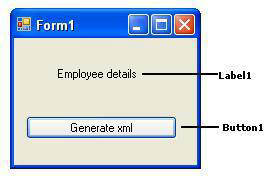 Form1
Employee details
Label1
Generate xml
Button1